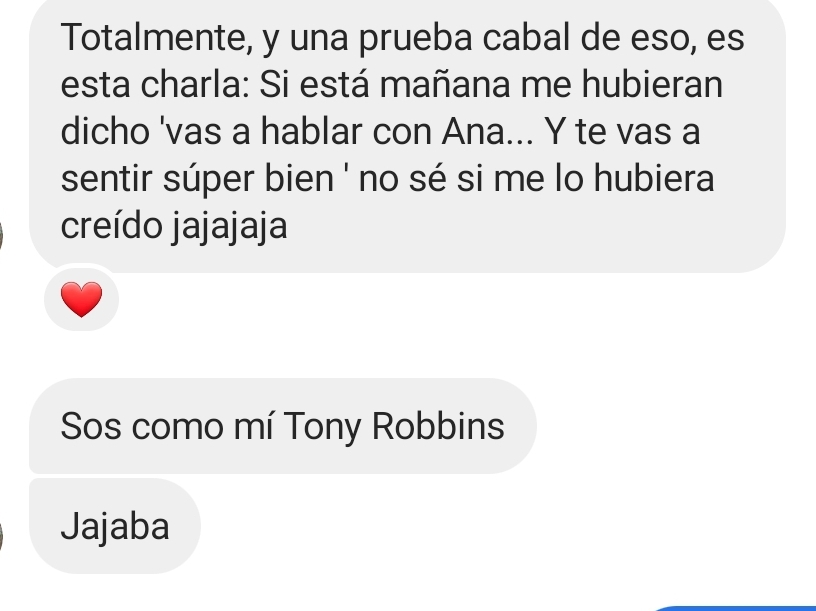 Totalmente, y una prueba cabal de eso, es
esta charla: Si está mañana me hubieran
dicho 'vas a hablar con Ana... Y te vas a
sentir súper bien ' no sé si me lo hubiera
creído jajajaja
Sos como mí Tony Robbins
Jajaba